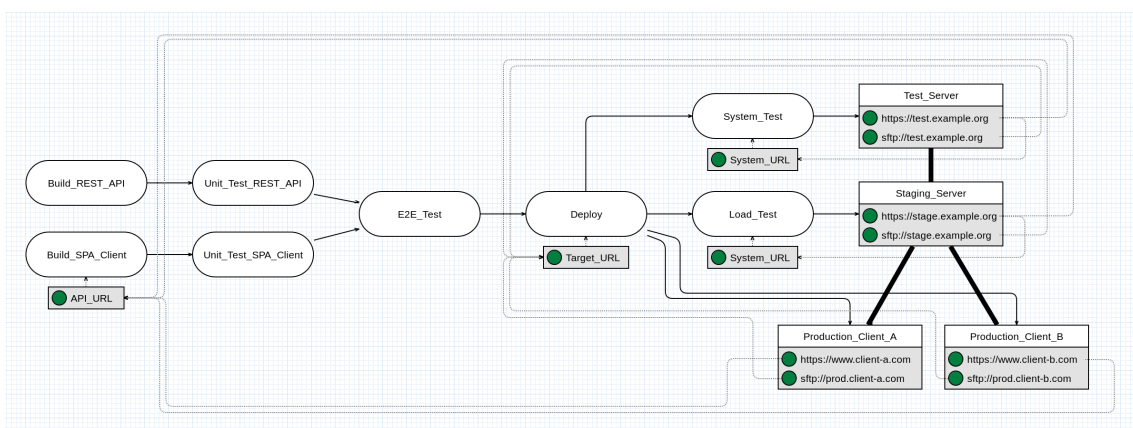 Test_Server
System_Test
https://test.example.org
sftp://test.example.org
System_URL
Build_REST_API
Unit_Test_REST_API
Staging_Server
E2E_Test
Deploy
Load_Test
https://stage.example.org
sftp://stage.example.org
Build_SPA_Client
Unit_Test_SPA_Client
Target_URL
System_URL
API_URL
Production_Client_A
Production_Client_B
https://www.client-a.com
https://www.client-b.com
sftp://prod.client-a.com
sftp://prod.client-b.com